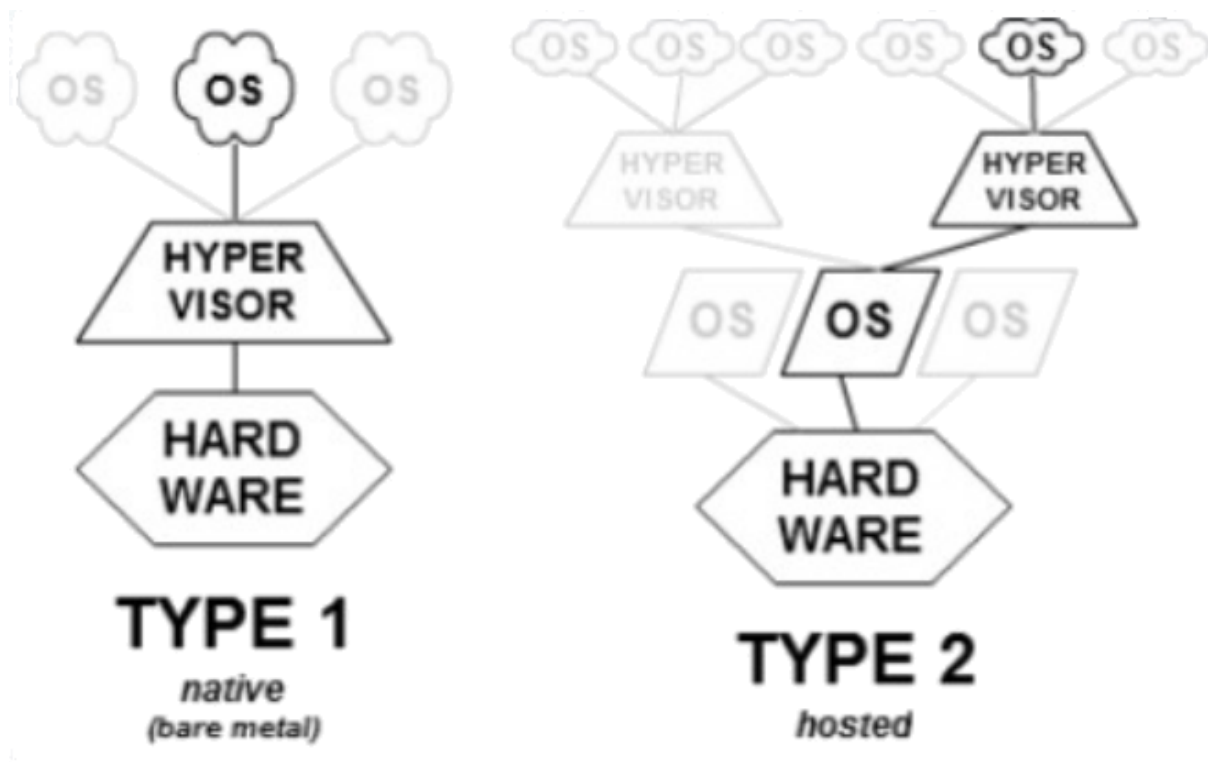 OS
OS
OS
HYPER
VISOR
HARD
WARE
TYPE 1
native
(bare metal)
OS
OS
OS
OS
OS
OS
HYPER
VISOR
HYPER
VISOR
OS
OS
OS
HARD
WARE
TYPE 2
hosted